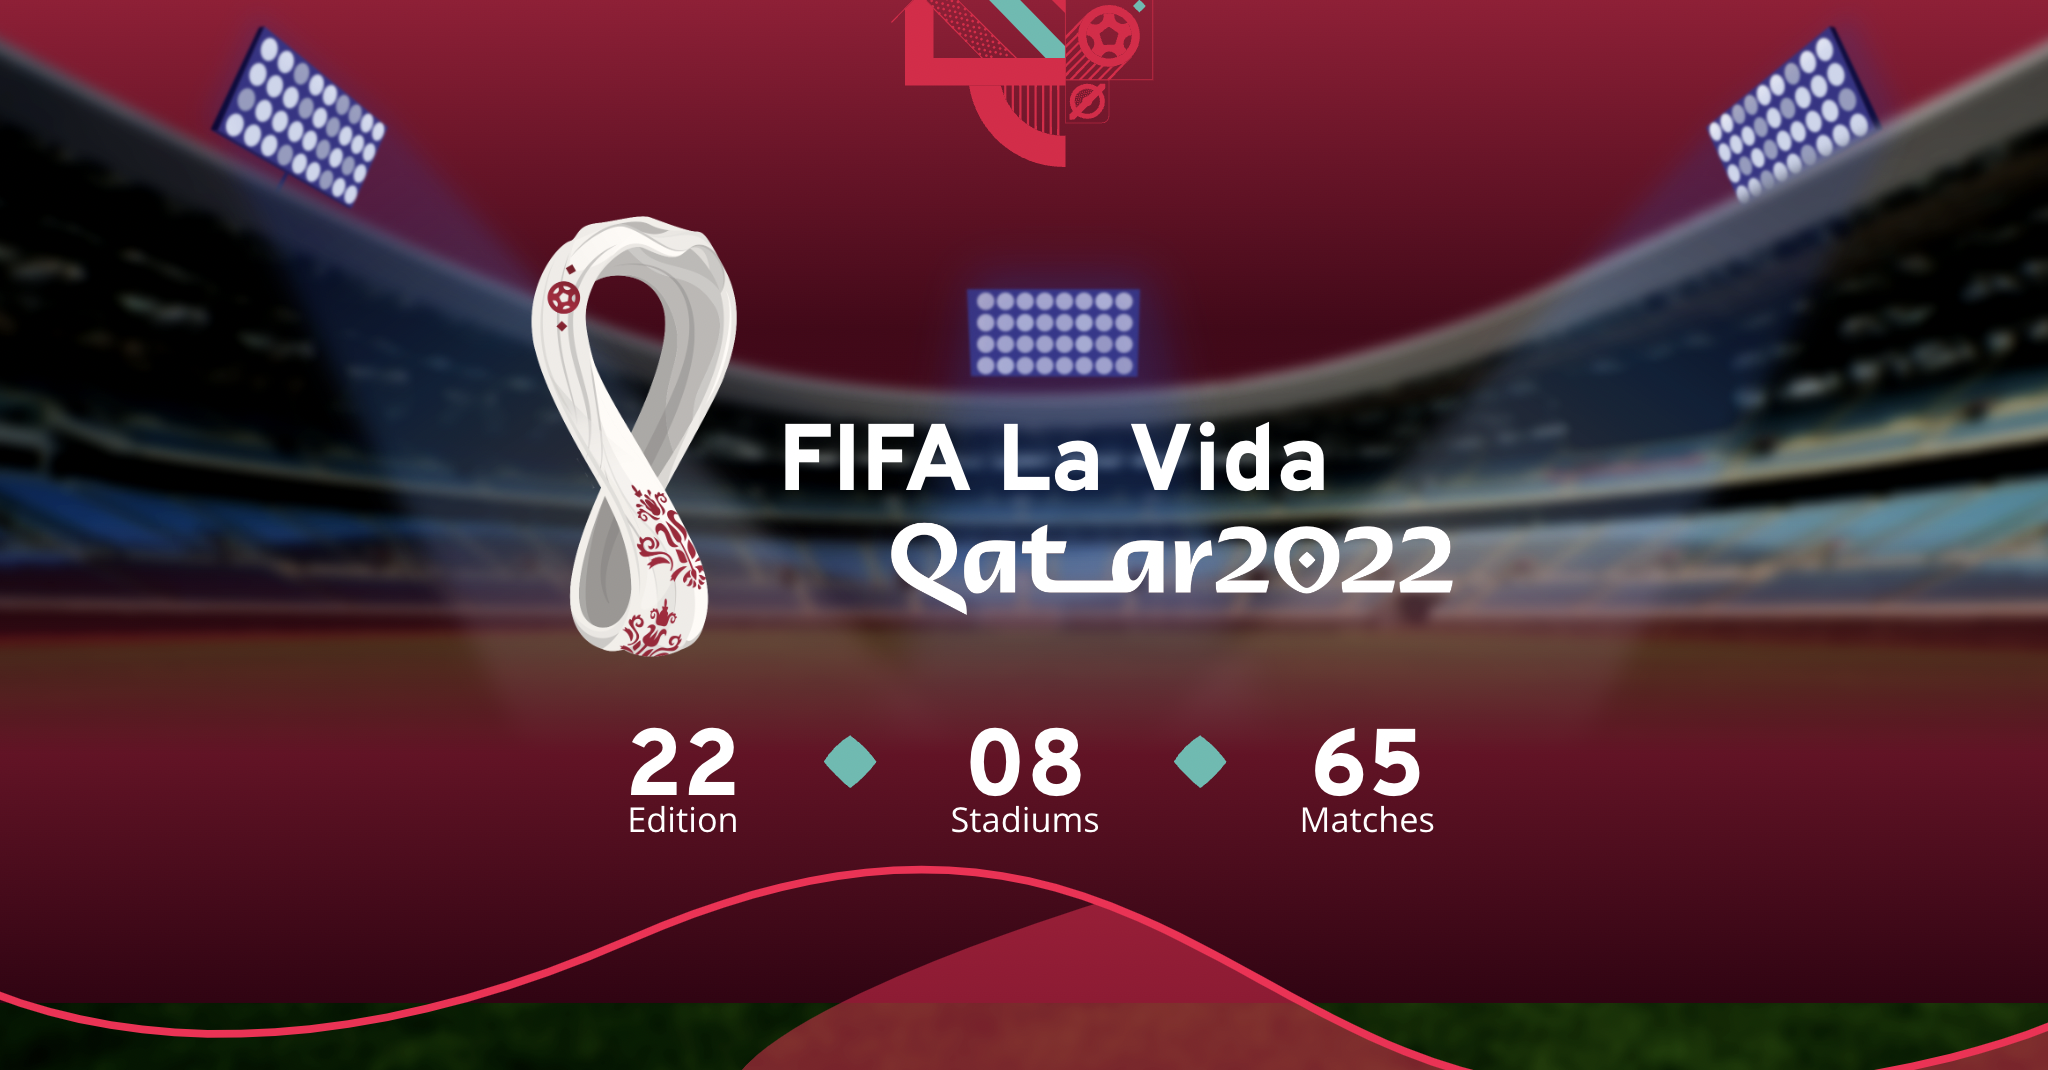 FIFA La Vida
Qatar2022
22
Edition
08
Stadiums
65
Matches